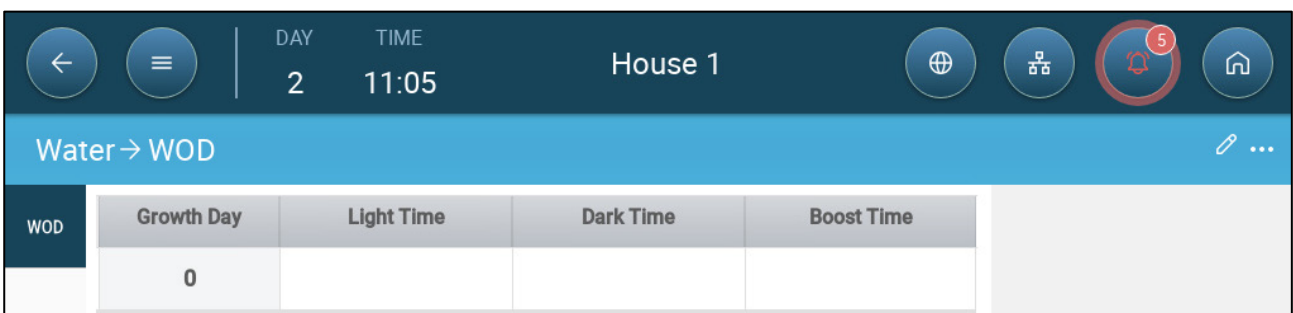 DAY TIME
2 11:05 House 1 5
Water → WOD
WOD Growth Day Light Time Dark Time Boost Time
0